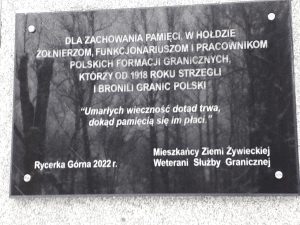 DLA ZACHOWANIA PAMIĘCI, W HOŁDZIE
ŻOŁNIERZOM, FUNKCJONARIUSZOM I PRACOWNIKOM
POLSKICH FORMACJI GRANICZNYCH,
KTÓRZY OD 1918 ROKU STRZEGLI
I BRONILI GRANIC POLSKI
"Umarłych wieczność dotąd trwa,
dokąd pamięcią się im płaci."
Mieszkańcy Ziemi Żywieckiej
Rycerka Górna 2022 r. Weterani Służby Granicznej